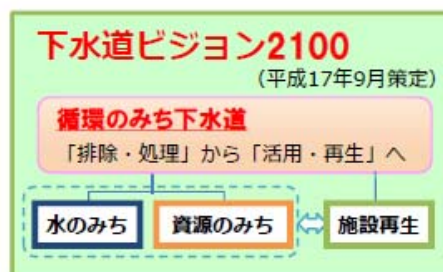 下水道ビジョン2100
（平成17年9月策定）
循環のみち下水道
「排除・処理」から「活用・再生」へ
水のみち
資源のみち
施設再生